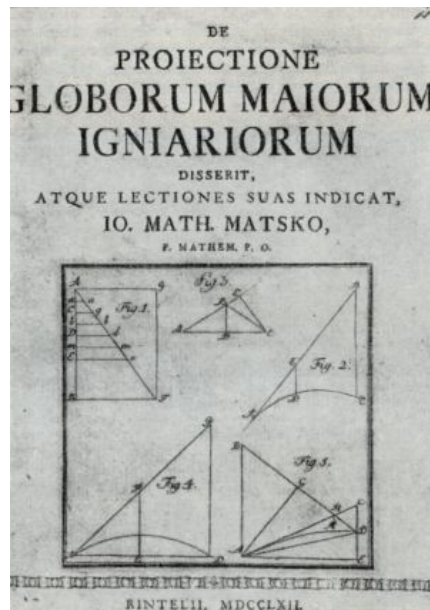 DE
PROIECTIONE
GLOBORUM MAIORUM
IGNIARIORUM
DISSERIT,
ATQUE LECTIONES SUAS INDICAT,
IO. MATH. MATSKO,
P. MATHEM. P. O.
Fig. 1.
Fig. 3
Fig. 2.
Fig. 4.
Fig. 5.
RINTELII, MDCCLXII.